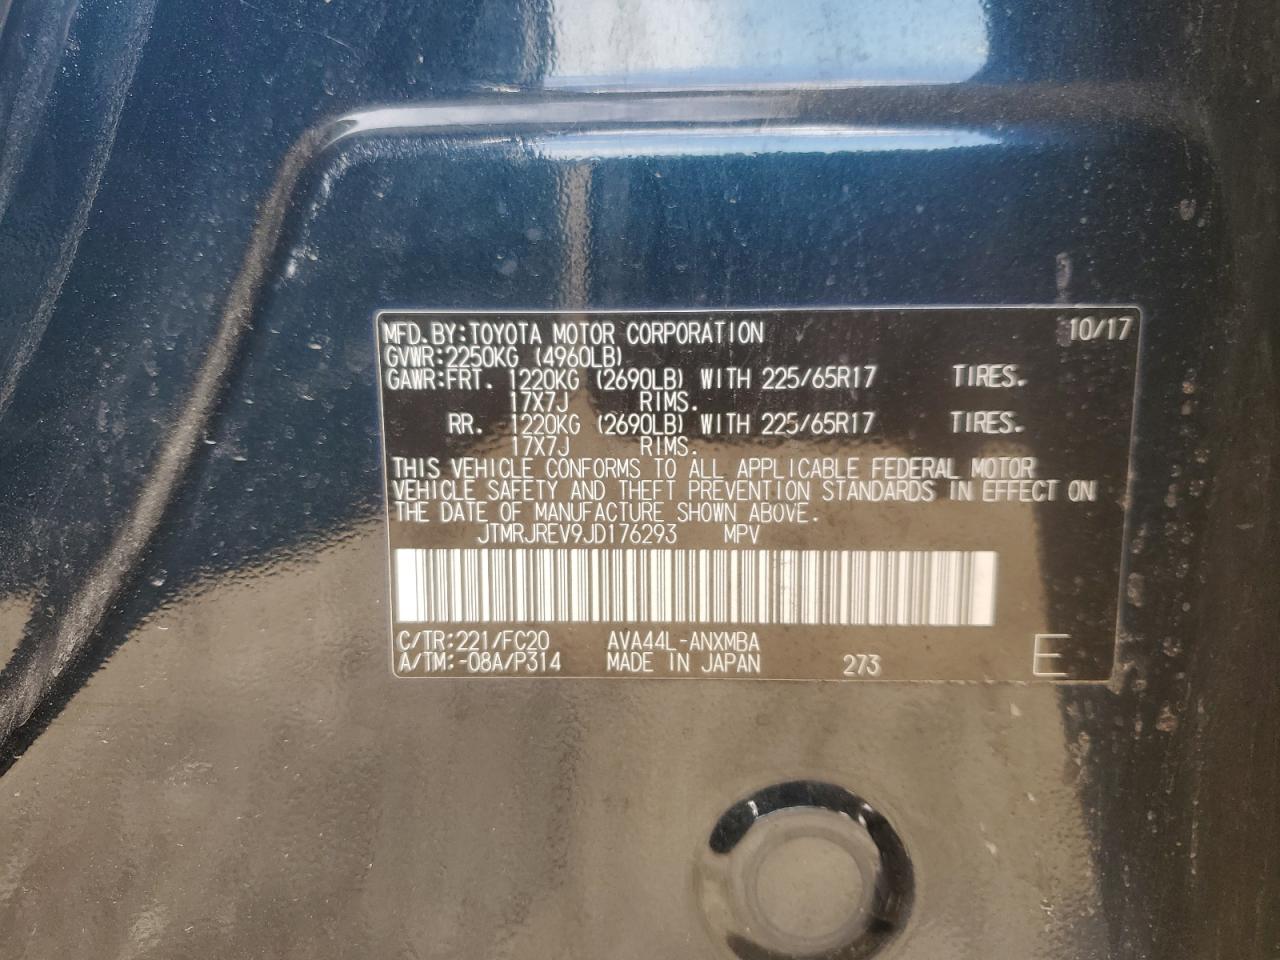 MFD.BY:TOYOTA MOTOR CORPORATION 10/17
GVWR:2250KG (4960LB)
GAWR:FRT. 1220KG (2690LB) WITH 225/65R17 TIRES.
17X7J RIMS.
RR. 1220KG (2690LB) WITH 225/65R17 TIRES.
17X7J RIMS.
THIS VEHICLE CONFORMS TO ALL APPLICABLE FEDERAL MOTOR
VEHICLE SAFETY AND THEFT PREVENTION STANDARDS IN EFFECT ON
THE DATE OF MANUFACTURE SHOWN ABOVE.
JTMRJREV9JD176293 MPV
C/TR:221/FC20 AVA44L-ANXMBA
A/TM:-08A/P314 MADE IN JAPAN 273 E